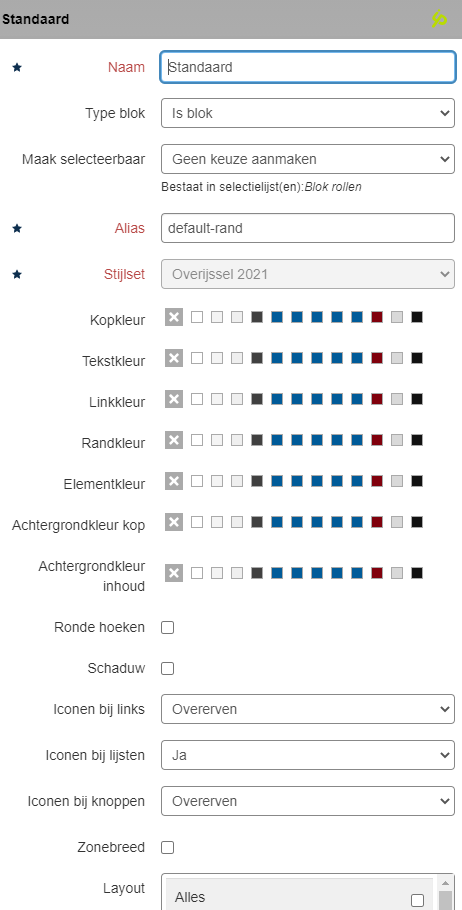 Standaard
Naam Standaard
Type blok Is blok
Maak selecteerbaar Geen keuze aanmaken
Bestaat in selectielijst(en):Blok rollen
Alias default-rand
Stijlset Overijssel 2021
Kopkleur
Tekstkleur
Linkkleur
Randkleur
Elementkleur
Achtergrondkleur kop
Achtergrondkleur
inhoud
Ronde hoeken
Schaduw
Iconen bij links Overerven
Iconen bij lijsten Ja
Iconen bij knoppen Overerven
Zonebreed
Layout
Alles